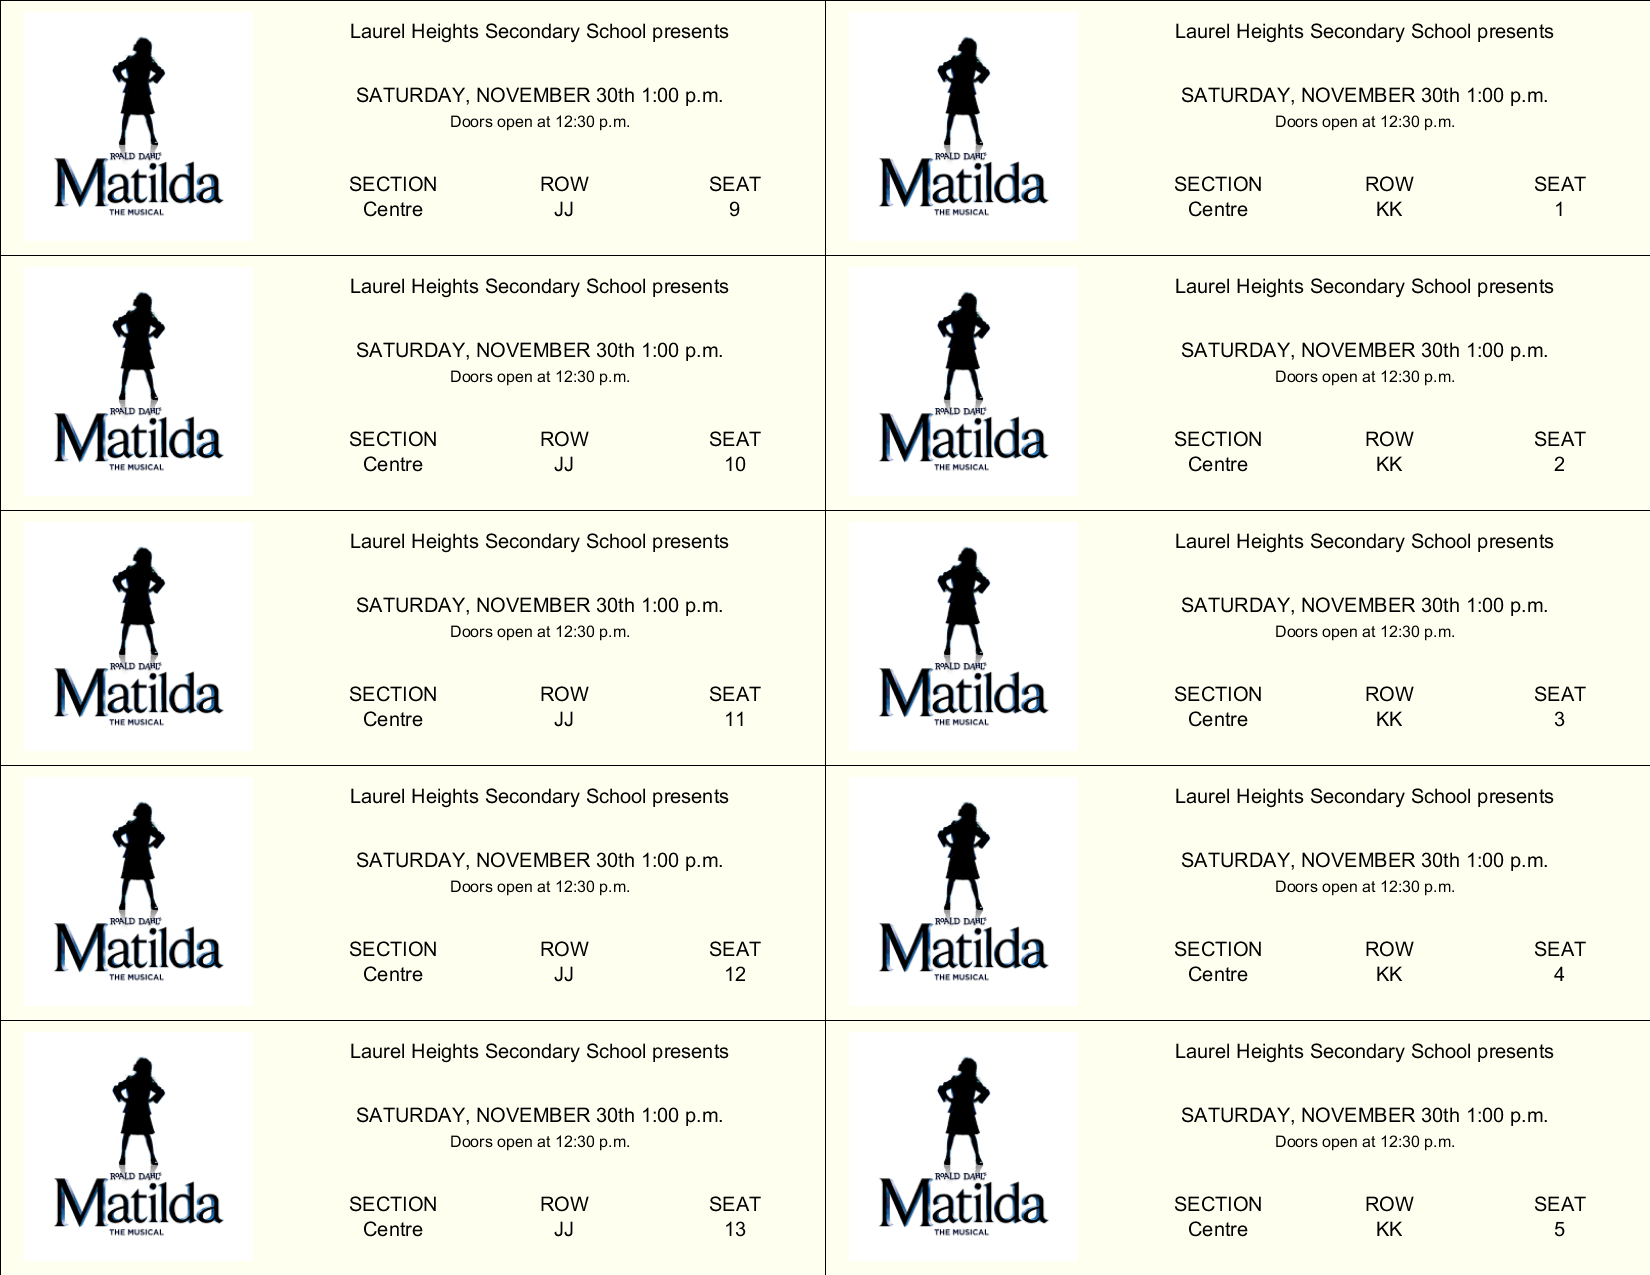 Laurel Heights Secondary School presents
SATURDAY, NOVEMBER 30th 1:00 p.m.
Doors open at 12:30 p.m.
ROALD DAHL'S
Matilda
THE MUSICAL
SECTION ROW SEAT
Centre JJ 9
Laurel Heights Secondary School presents
SATURDAY, NOVEMBER 30th 1:00 p.m.
Doors open at 12:30 p.m.
ROALD DAHL'S
Matilda
THE MUSICAL
SECTION ROW SEAT
Centre KK 1
Laurel Heights Secondary School presents
SATURDAY, NOVEMBER 30th 1:00 p.m.
Doors open at 12:30 p.m.
ROALD DAHL'S
Matilda
THE MUSICAL
SECTION ROW SEAT
Centre JJ 10
Laurel Heights Secondary School presents
SATURDAY, NOVEMBER 30th 1:00 p.m.
Doors open at 12:30 p.m.
ROALD DAHL'S
Matilda
THE MUSICAL
SECTION ROW SEAT
Centre KK 2
Laurel Heights Secondary School presents
SATURDAY, NOVEMBER 30th 1:00 p.m.
Doors open at 12:30 p.m.
ROALD DAHL'S
Matilda
THE MUSICAL
SECTION ROW SEAT
Centre JJ 11
Laurel Heights Secondary School presents
SATURDAY, NOVEMBER 30th 1:00 p.m.
Doors open at 12:30 p.m.
ROALD DAHL'S
Matilda
THE MUSICAL
SECTION ROW SEAT
Centre KK 3
Laurel Heights Secondary School presents
SATURDAY, NOVEMBER 30th 1:00 p.m.
Doors open at 12:30 p.m.
ROALD DAHL'S
Matilda
THE MUSICAL
SECTION ROW SEAT
Centre JJ 12
Laurel Heights Secondary School presents
SATURDAY, NOVEMBER 30th 1:00 p.m.
Doors open at 12:30 p.m.
ROALD DAHL'S
Matilda
THE MUSICAL
SECTION ROW SEAT
Centre KK 4
Laurel Heights Secondary School presents
SATURDAY, NOVEMBER 30th 1:00 p.m.
Doors open at 12:30 p.m.
ROALD DAHL'S
Matilda
THE MUSICAL
SECTION ROW SEAT
Centre JJ 13
Laurel Heights Secondary School presents
SATURDAY, NOVEMBER 30th 1:00 p.m.
Doors open at 12:30 p.m.
ROALD DAHL'S
Matilda
THE MUSICAL
SECTION ROW SEAT
Centre KK 5